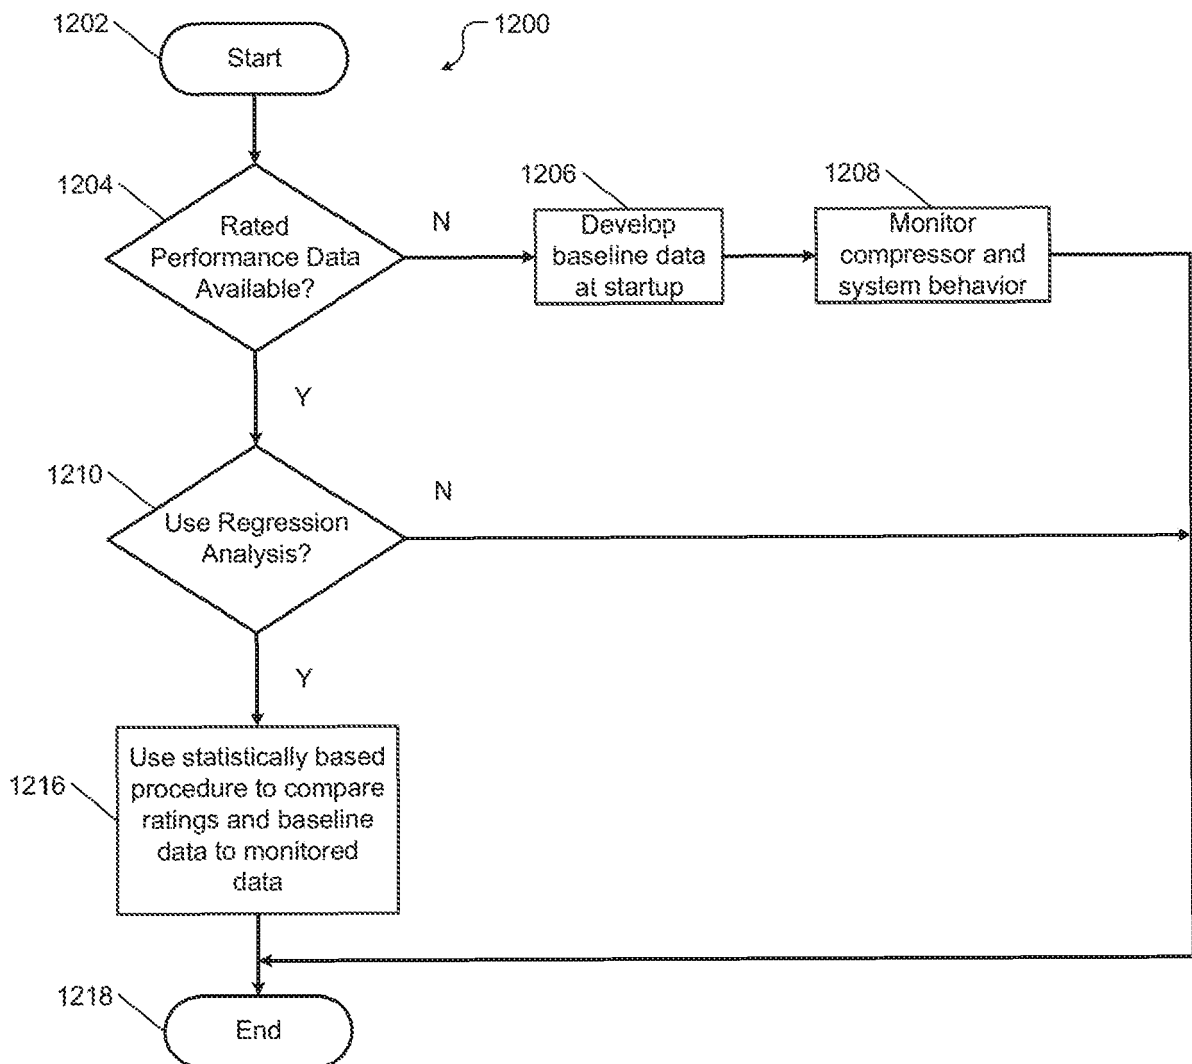 1202
Start
1200
1204
Rated
Performance Data
Available?
N
1206
Develop
baseline data
at startup
1208
Monitor
compressor and
system behavior
Y
1210
Use Regression
Analysis?
N
Y
1216
Use statistically based
procedure to compare
ratings and baseline
data to monitored
data
1218
End